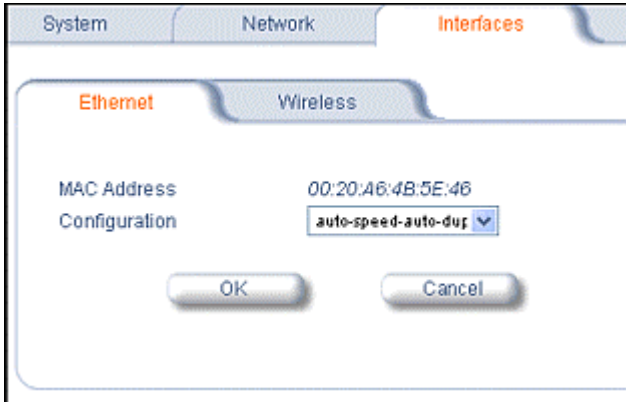 System Network Interfaces
Ethernet Wireless
MAC Address 00:20:A6:4B:5E:46
Configuration auto-speed-auto-dup
OK Cancel